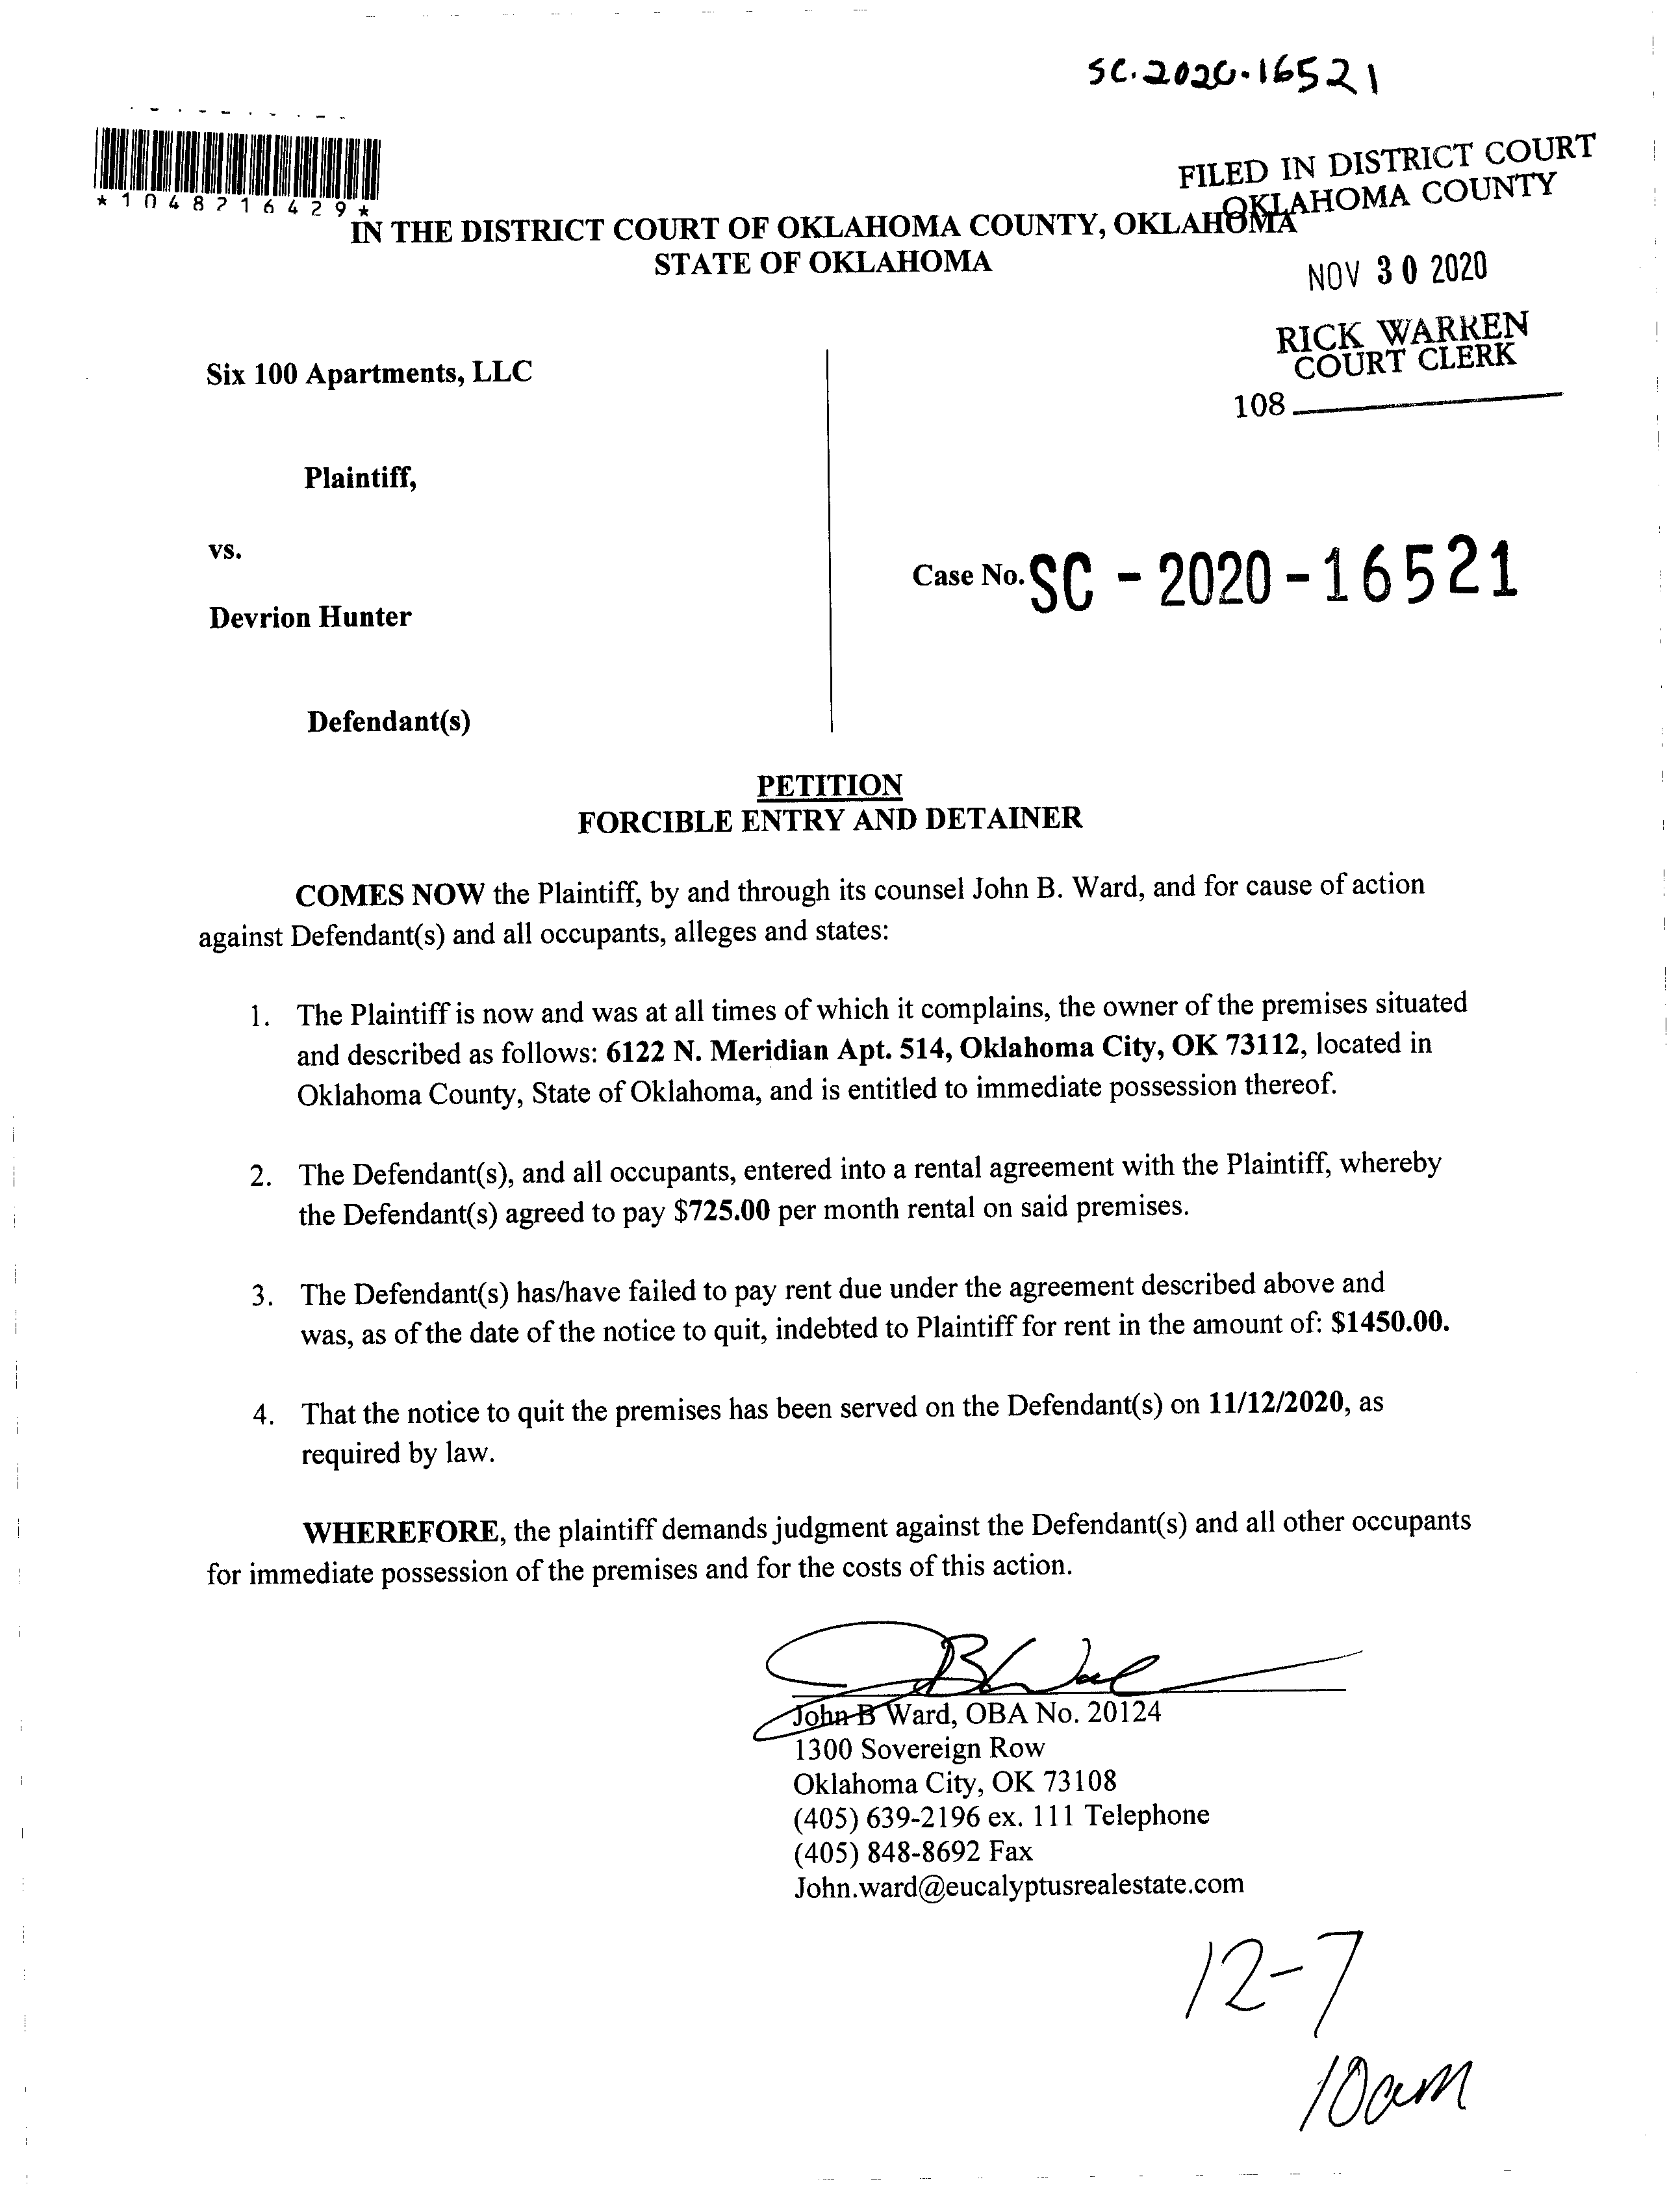 SC.2020.16521
*1048216429*
FILED IN DISTRICT COURT
OKLAHOMA COUNTY
IN THE DISTRICT COURT OF OKLAHOMA COUNTY, OKLAHOMA
STATE OF OKLAHOMA
NOV 30 2020
RICK WARREN
COURT CLERK
108
Six 100 Apartments, LLC
Plaintiff,
vs.
Case No. SC - 2020 - 16521
Devrion Hunter
Defendant(s)
PETITION
FORCIBLE ENTRY AND DETAINER
COMES NOW the Plaintiff, by and through its counsel John B. Ward, and for cause of action
against Defendant(s) and all occupants, alleges and states:
1. The Plaintiff is now and was at all times of which it complains, the owner of the premises situated
and described as follows: 6122 N. Meridian Apt. 514, Oklahoma City, OK 73112, located in
Oklahoma County, State of Oklahoma, and is entitled to immediate possession thereof.
2. The Defendant(s), and all occupants, entered into a rental agreement with the Plaintiff, whereby
the Defendant(s) agreed to pay $725.00 per month rental on said premises.
3. The Defendant(s) has/have failed to pay rent due under the agreement described above and
was, as of the date of the notice to quit, indebted to Plaintiff for rent in the amount of: $1450.00.
4. That the notice to quit the premises has been served on the Defendant(s) on 11/12/2020, as
required by law.
WHEREFORE, the plaintiff demands judgment against the Defendant(s) and all other occupants
for immediate possession of the premises and for the costs of this action.
John B Ward, OBA No. 20124
1300 Sovereign Row
Oklahoma City, OK 73108
(405) 639-2196 ex. 111 Telephone
(405) 848-8692 Fax
John.ward@eucalyptusrealestate.com
12-7
10am